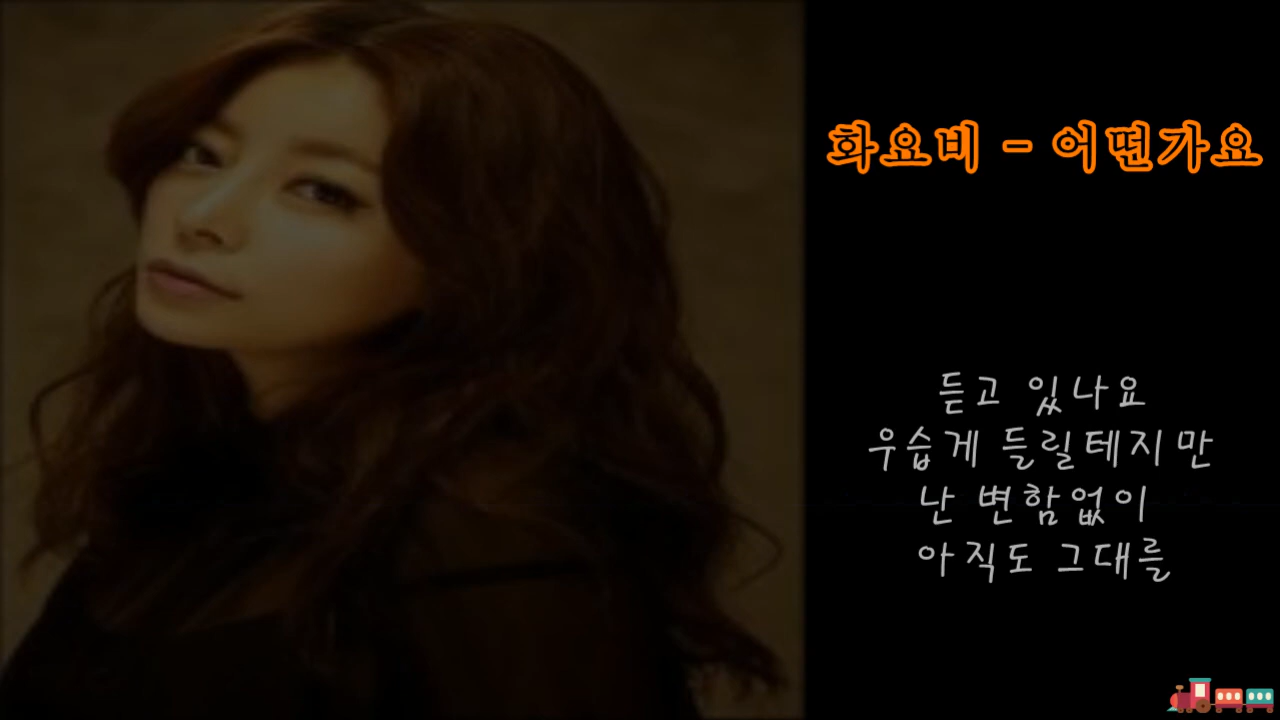 화요비 - 어떤가요
듣고 있나요
우습게 들릴테지만
난 변함없이
아직도 그대를